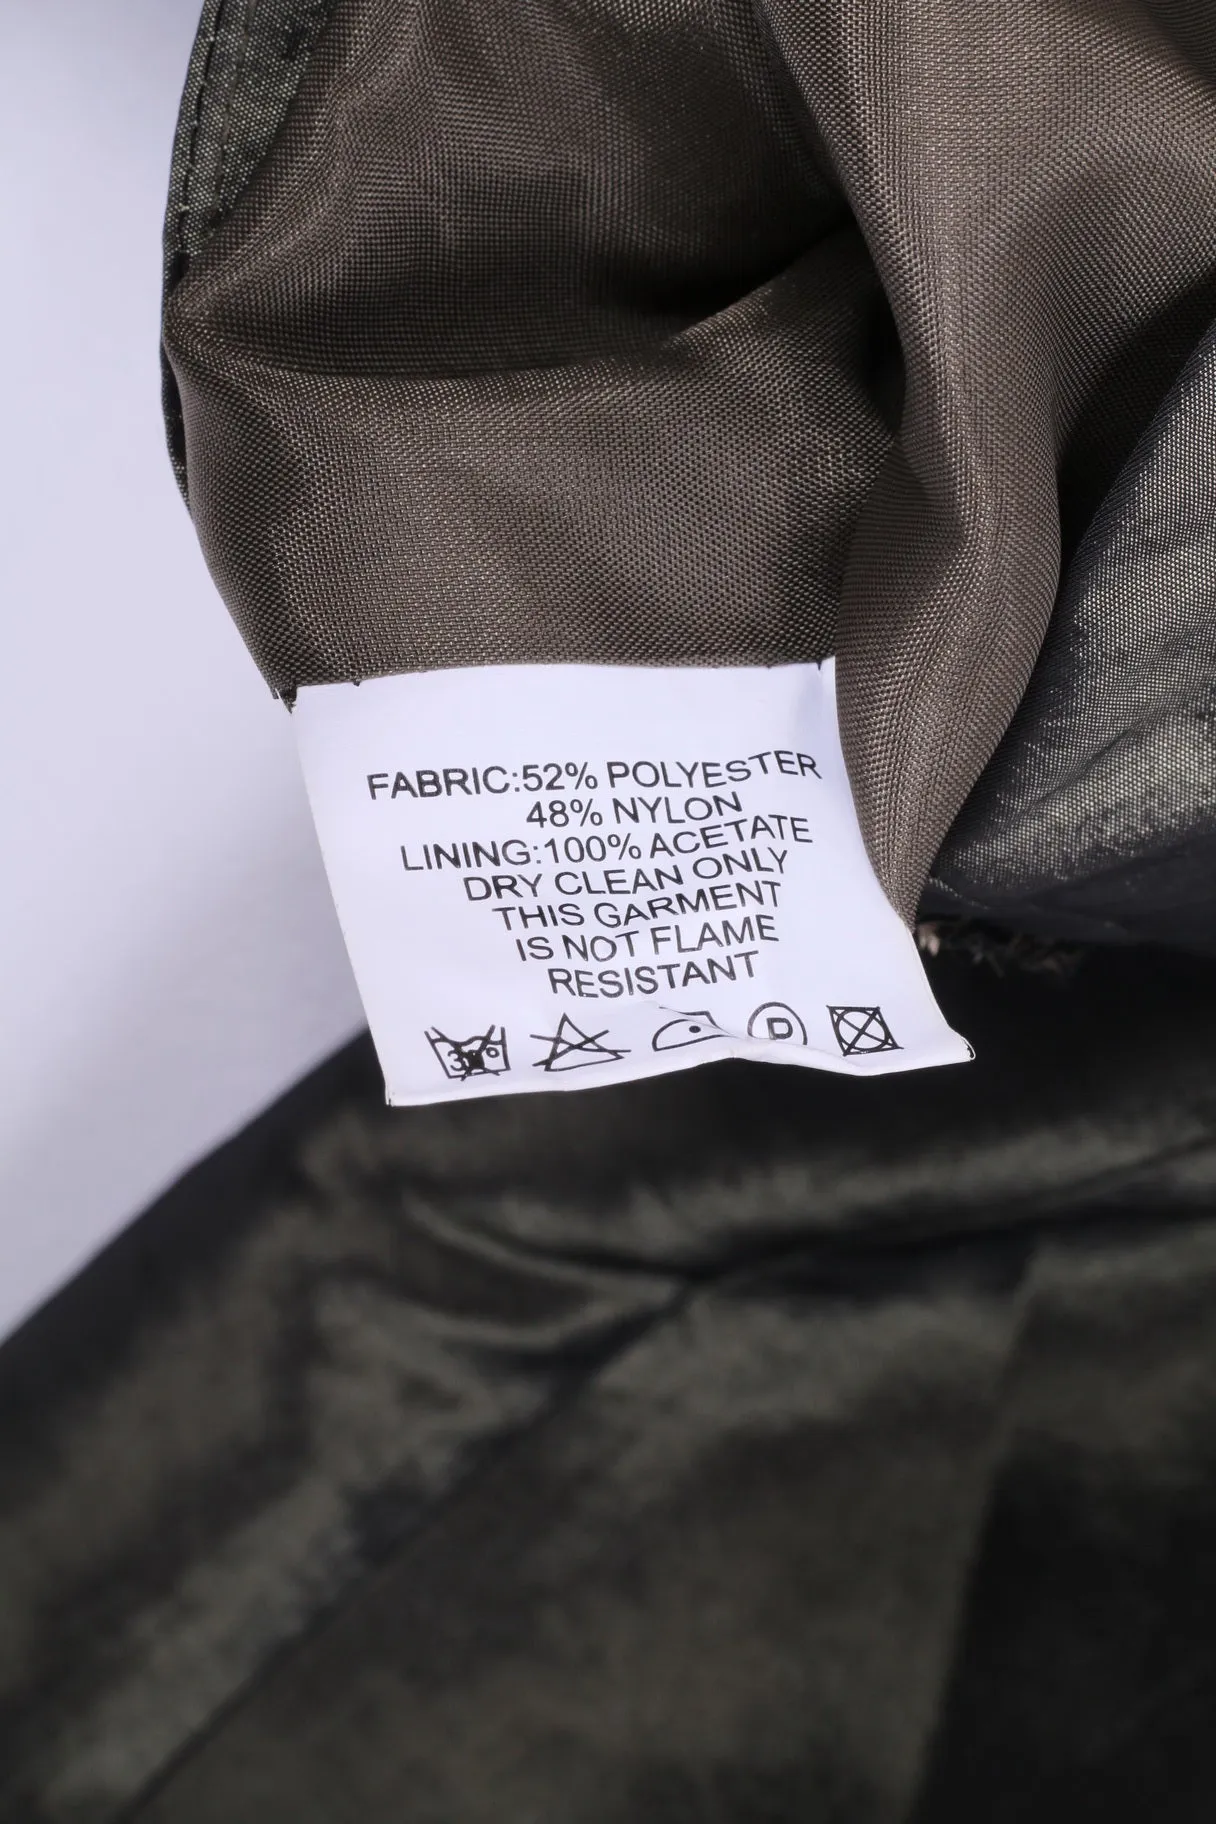 FABRIC:52% POLYESTER
48% NYLON
LINING:100% ACETATE
DRY CLEAN ONLY
THIS GARMENT
IS NOT FLAME
RESISTANT
P